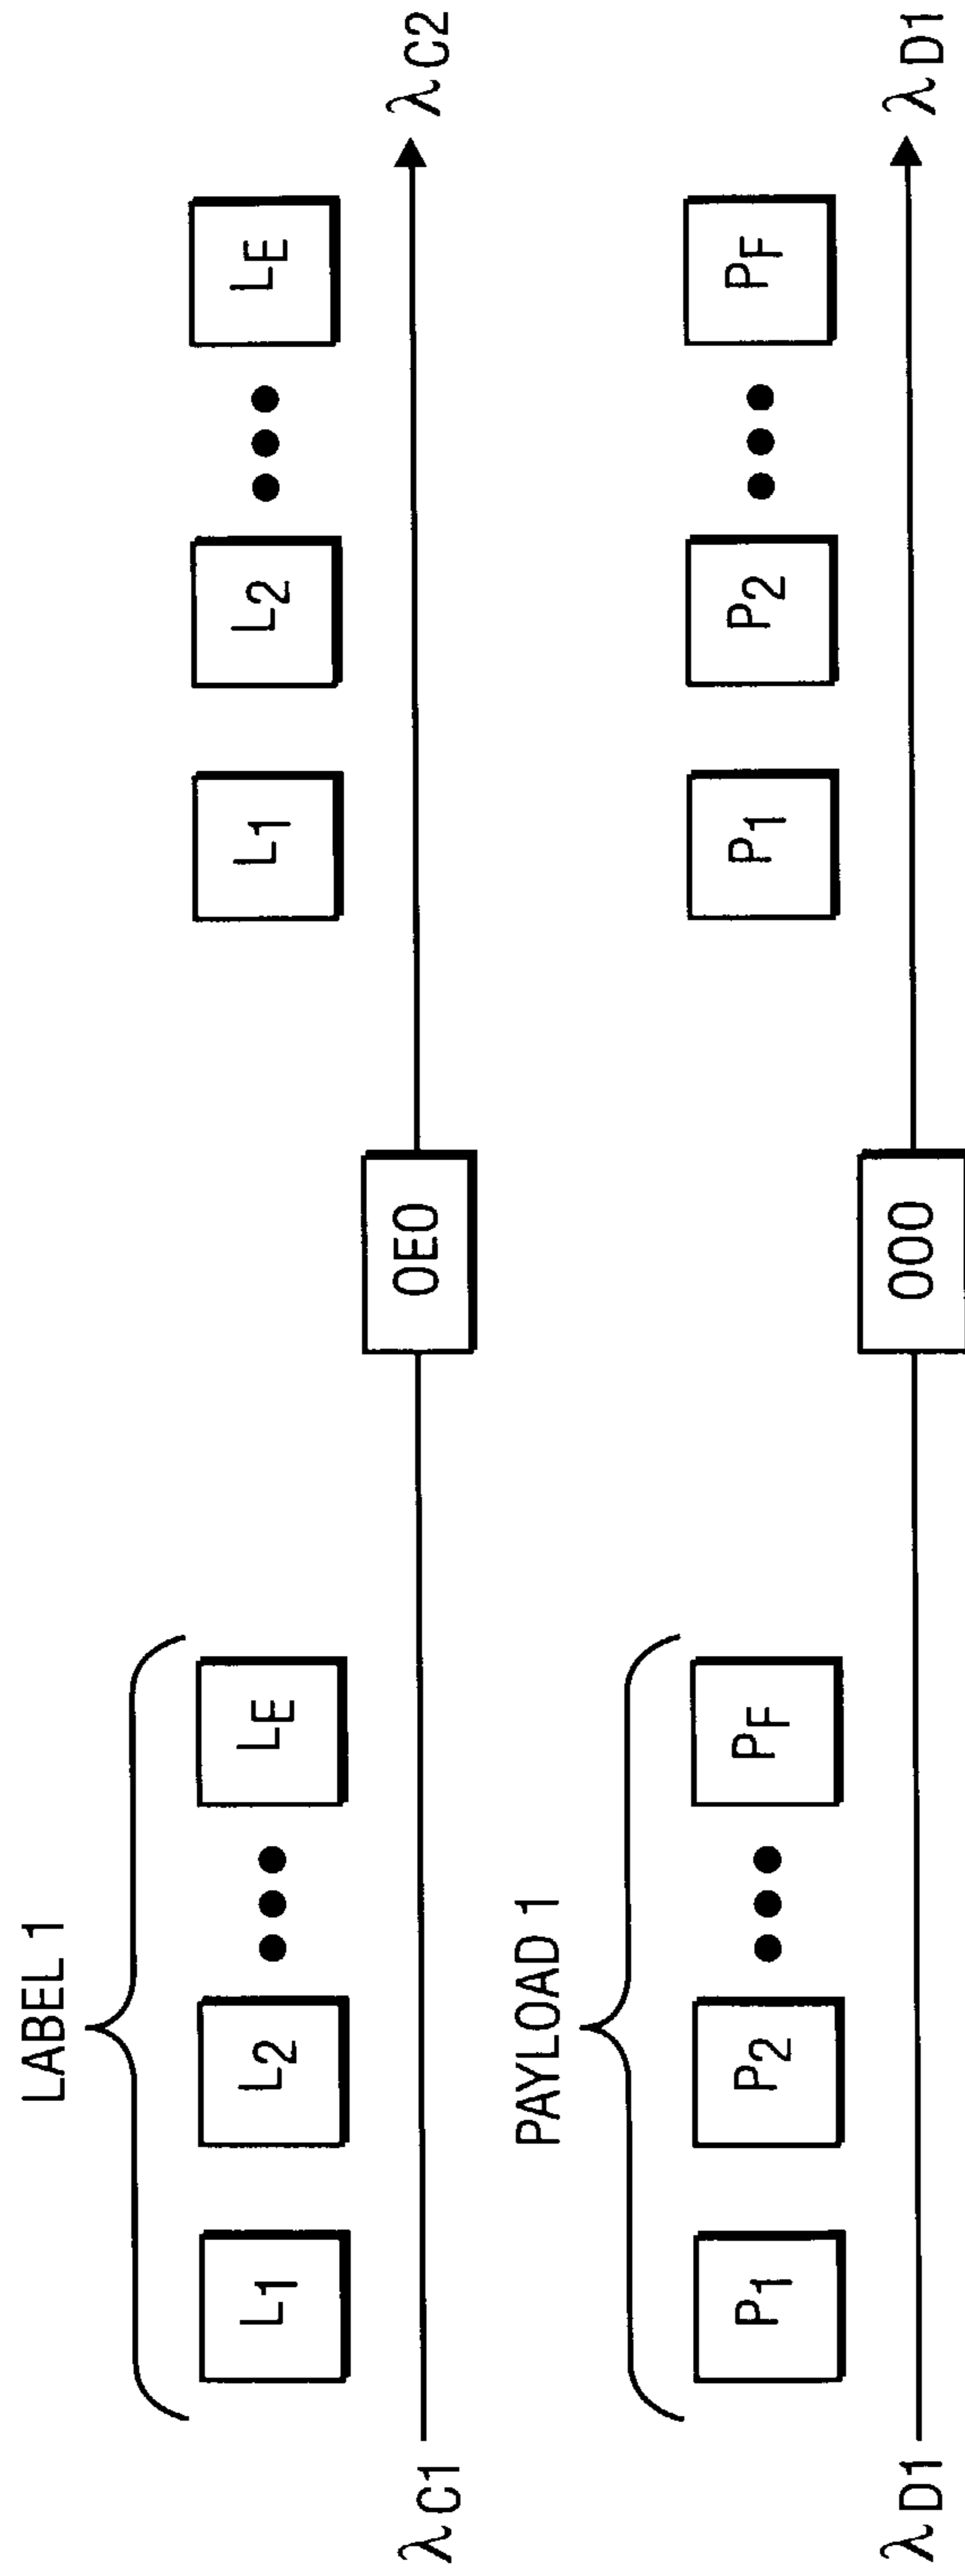 LABEL 1
L1 L2 ••• LE L1 L2 ••• LE
λC1 OEO λC2
PAYLOAD 1
P1 P2 ••• PF P1 P2 ••• PF
λD1 OOO λD1